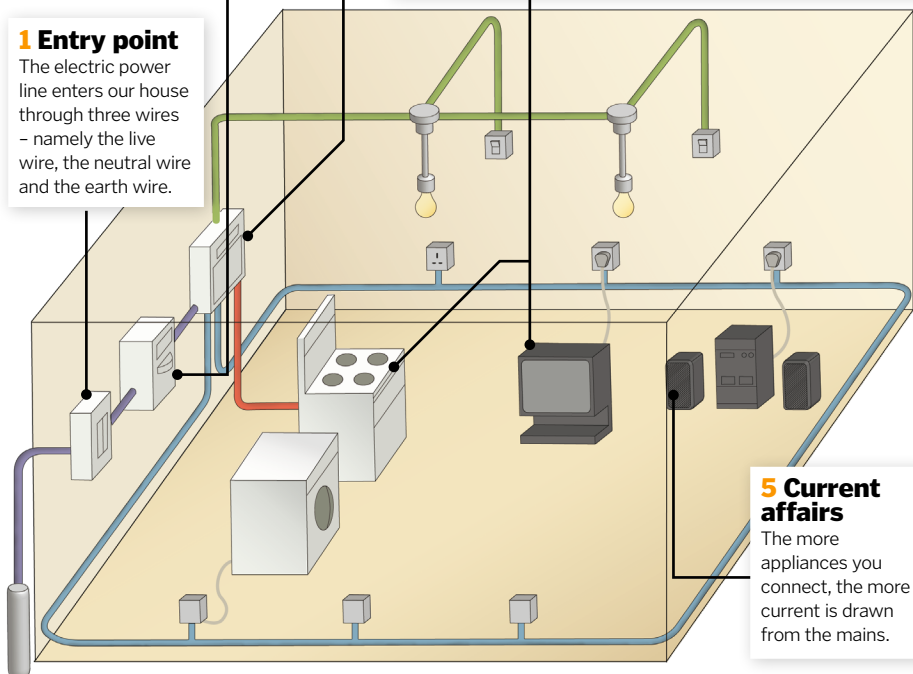 1 Entry point
The electric power
line enters our house
through three wires
– namely the live
wire, the neutral wire
and the earth wire.
5 Current
affairs
The more
appliances you
connect, the more
current is drawn
from the mains.